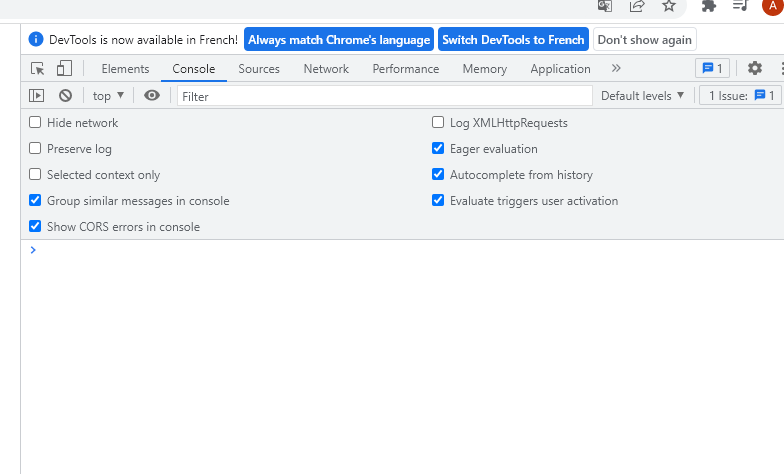 A
DevTools is now available in French! Always match Chrome's language Switch DevTools to French Don't show again
Elements Console Sources Network Performance Memory Application 1
top Filter Default levels 1 Issue: 1
Hide network Log XMLHttpRequests
Preserve log Eager evaluation
Selected context only Autocomplete from history
Group similar messages in console Evaluate triggers user activation
Show CORS errors in console